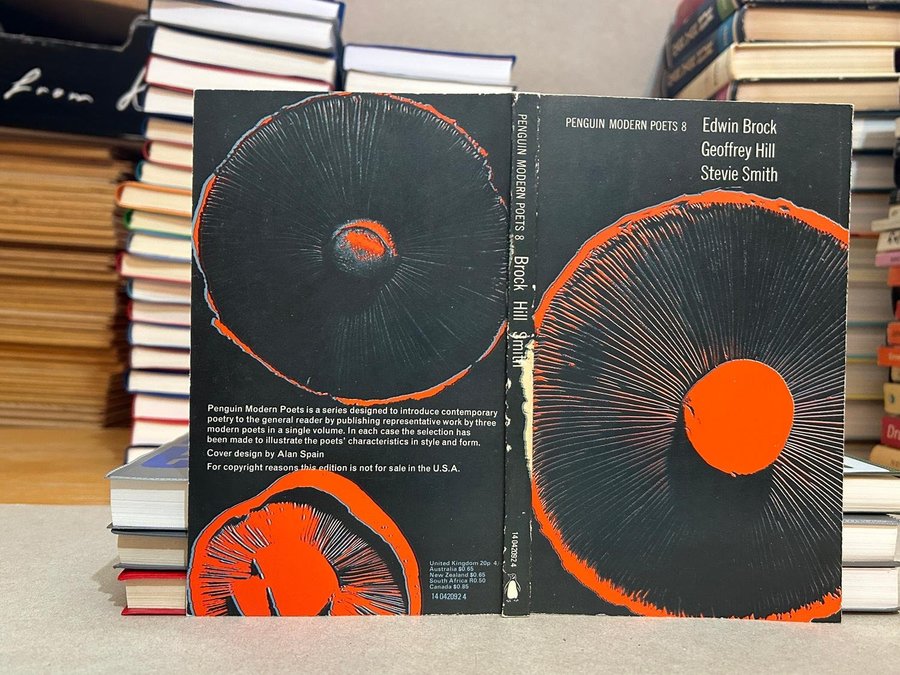 from
Penguin Modern Poets is a series designed to introduce contemporary
poetry to the general reader by publishing representative work by three
modern poets in a single volume. In each case the selection has
been made to illustrate the poets' characteristics in style and form.
Cover design by Alan Spain
For copyright reasons this edition is not for sale in the U.S.A.
United Kingdom 20p 4/
Australia $0.65
New Zealand $0.65
South Africa R0.50
Canada $0.85
14 042092 4
PENGUIN MODERN POETS 8 Brock Hill Smith
14 042092 4
PENGUIN MODERN POETS 8
Edwin Brock
Geoffrey Hill
Stevie Smith